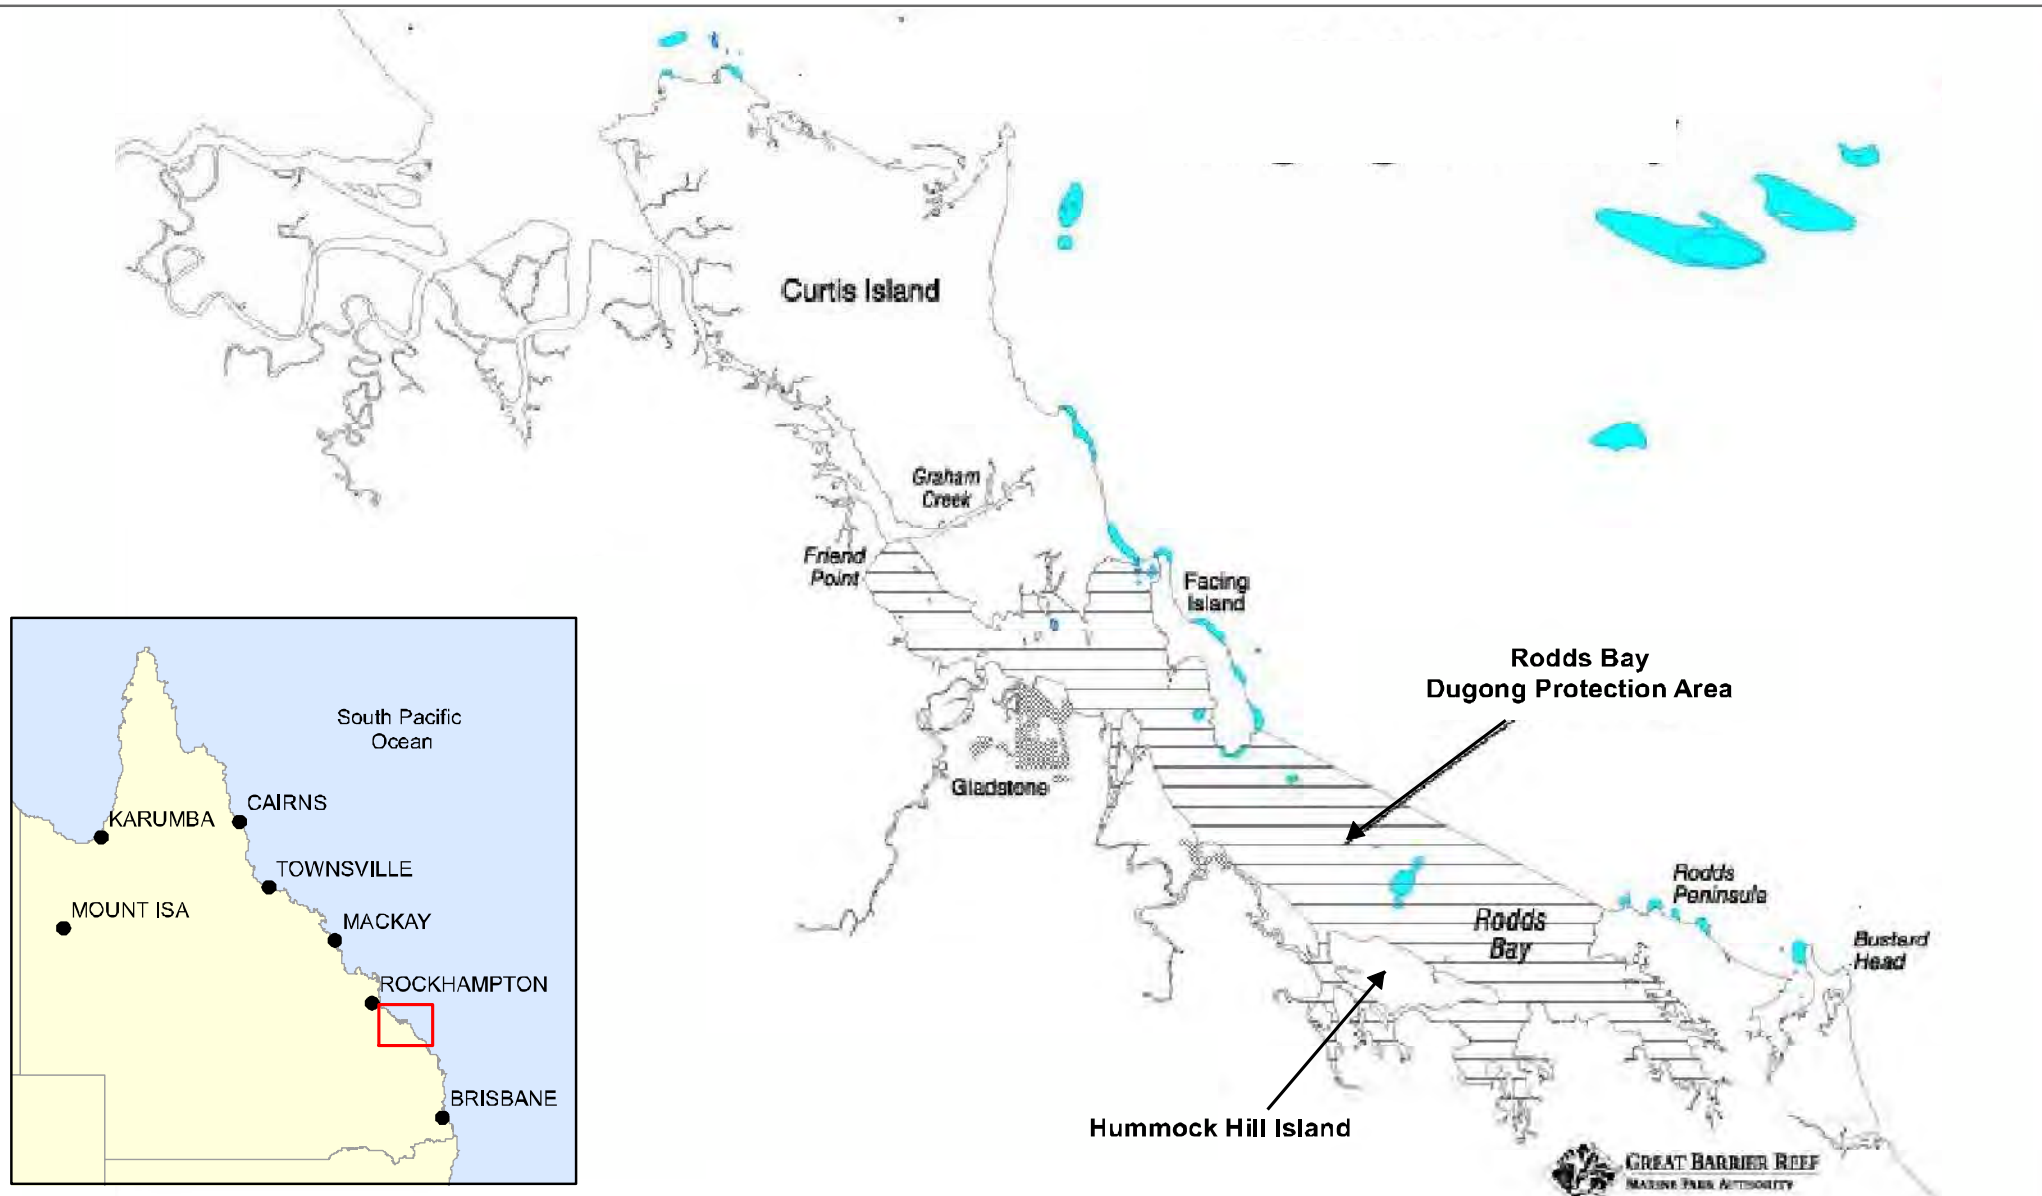 Curtis Island
Graham
Creek
Friend
Point
Facing
Island
Rodds Bay
Dugong Protection Area
Gladstone
Rodds
Peninsula
Rodds
Bay
Bustard
Head
Hummock Hill Island
South Pacific
Ocean
CAIRNS
KARUMBA
TOWNSVILLE
MOUNT ISA
MACKAY
ROCKHAMPTON
BRISBANE
GREAT BARRIER REEF
MARINE PARK AUTHORITY